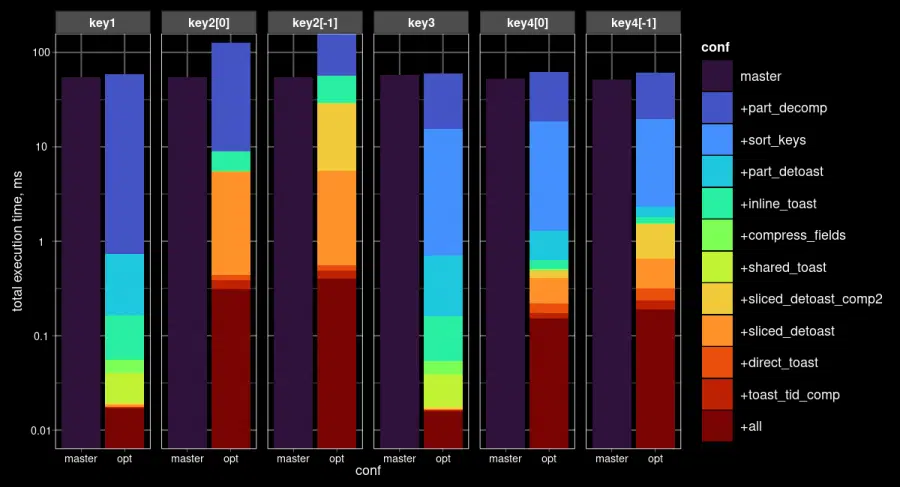 key1 key2[0] key2[-1] key3 key4[0] key4[-1]
100
10
1
0.1
0.01
total execution time, ms
master opt master opt master opt master opt master opt master opt
conf
conf
master
+part_decomp
+sort_keys
+part_detoast
+inline_toast
+compress_fields
+shared_toast
+sliced_detoast_comp2
+sliced_detoast
+direct_toast
+toast_tid_comp
+all